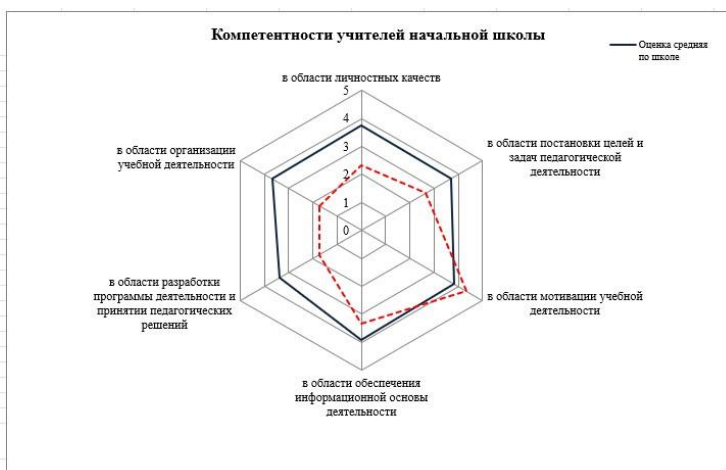 Компетентности учителей начальной школы
Оценка средняя
по школе
в области личностных качеств
5
4
3
2
1
0
в области постановки целей и
задач педагогической
деятельности
в области мотивации учебной
деятельности
в области обеспечения
информационной основы
деятельности
в области разработки
программы деятельности и
принятии педагогических
решений
в области организации
учебной деятельности